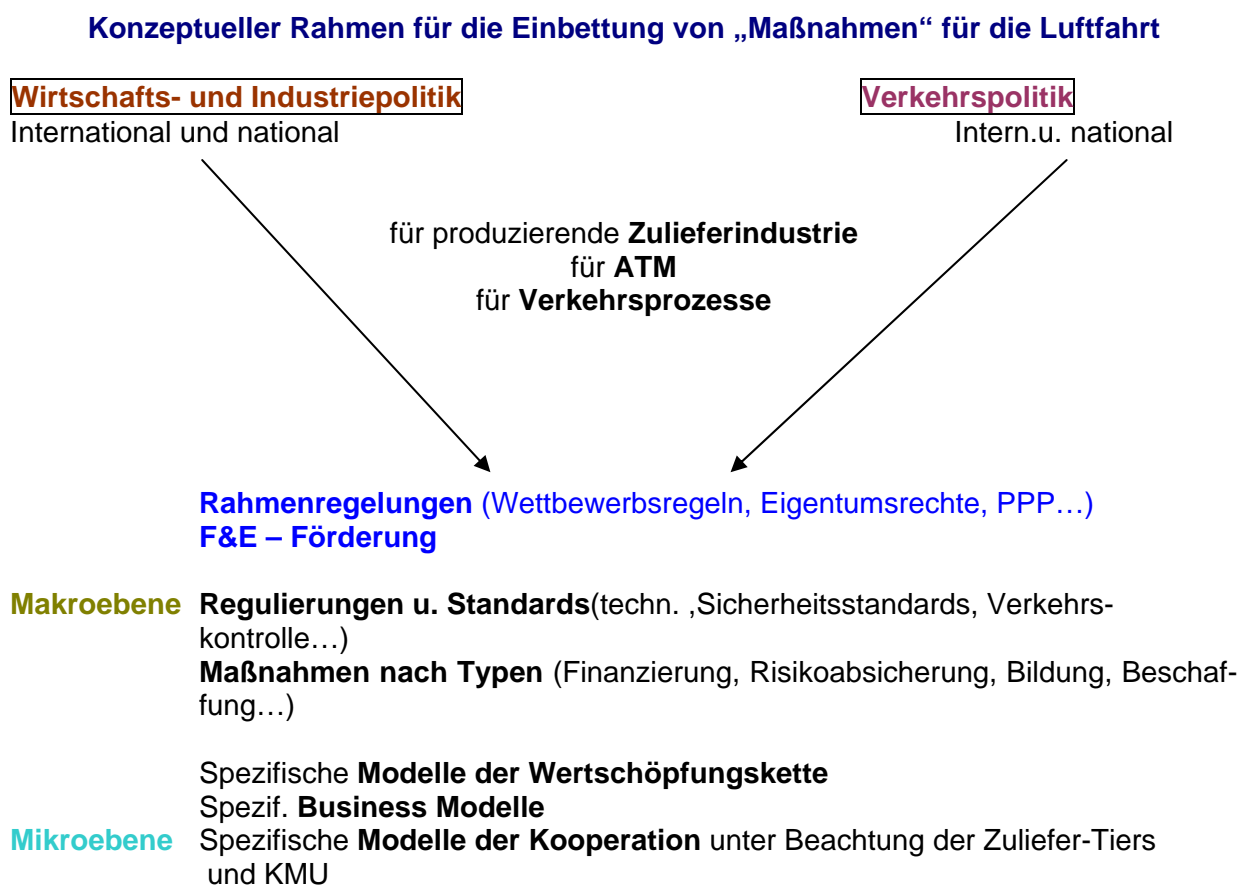 Konzeptueller Rahmen für die Einbettung von „Maßnahmen“ für die Luftfahrt
Wirtschafts- und Industriepolitik
International und national
Verkehrspolitik
Intern.u. national
für produzierende Zulieferindustrie
für ATM
für Verkehrsprozesse
Rahmenregelungen (Wettbewerbsregeln, Eigentumsrechte, PPP…)
F&E – Förderung
Makroebene Regulierungen u. Standards(techn. ,Sicherheitsstandards, Verkehrs-
kontrolle…)
Maßnahmen nach Typen (Finanzierung, Risikoabsicherung, Bildung, Beschaf-
fung…)
Spezifische Modelle der Wertschöpfungskette
Spezif. Business Modelle
Mikroebene Spezifische Modelle der Kooperation unter Beachtung der Zuliefer-Tiers
und KMU